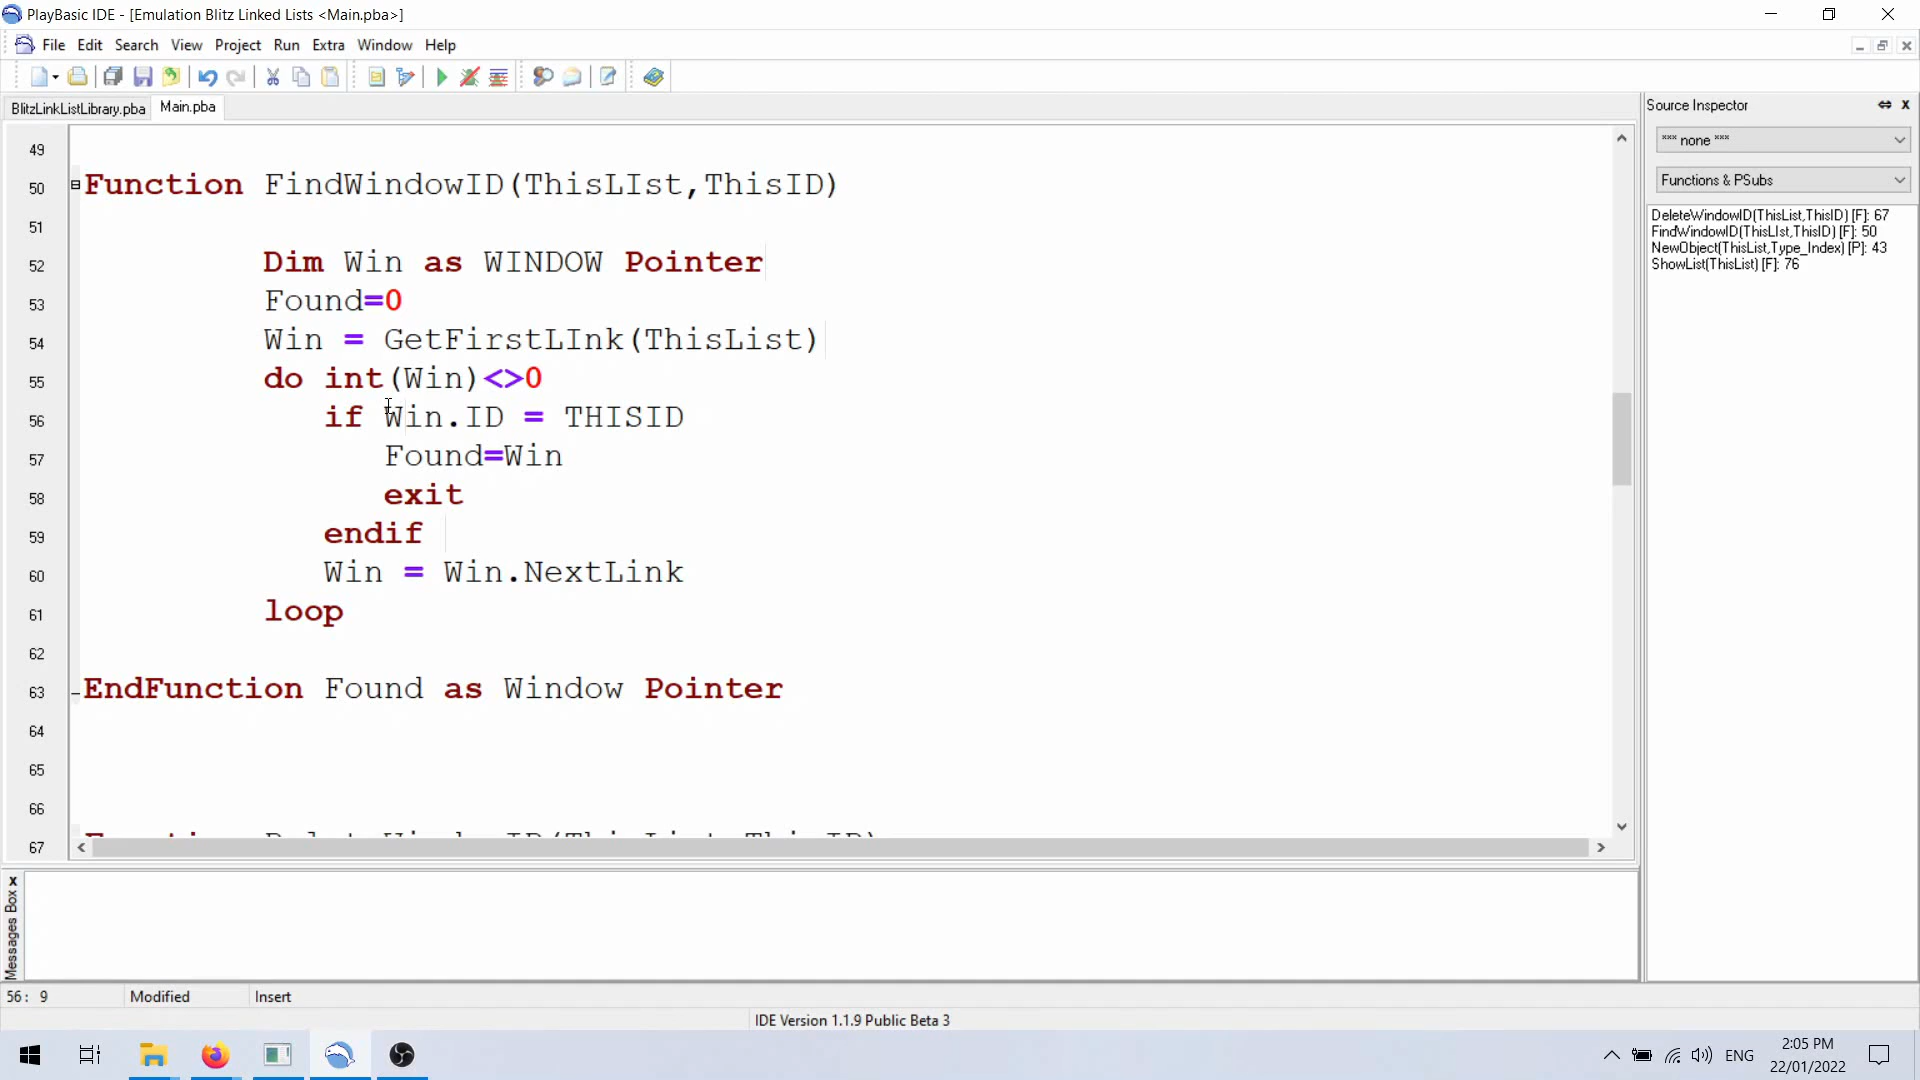 PlayBasic IDE - [Emulation Blitz Linked Lists <Main.pba>]
File Edit Search View Project Run Extra Window Help
BlitzLinkListLibrary.pba Main.pba
Source Inspector
*** none ***
Functions & PSubs
DeleteWindowID(ThisList,ThisID) [F]: 67
FindWindowID(ThisLIst,ThisID) [F]: 50
NewObject(ThisList,Type_Index) [P]: 43
ShowList(ThisList) [F]: 76
49
50 Function FindWindowID(ThisLIst,ThisID)
51
52 Dim Win as WINDOW Pointer
53 Found=0
54 Win = GetFirstLInk(ThisList)
55 do int(Win)<>0
56 if Win.ID = THISID
57 Found=Win
58 exit
59 endif
60 Win = Win.NextLink
61 loop
62
63 EndFunction Found as Window Pointer
64
65
66
67
Messages Box
56: 9 Modified Insert
IDE Version 1.1.9 Public Beta 3
ENG
2:05 PM
22/01/2022